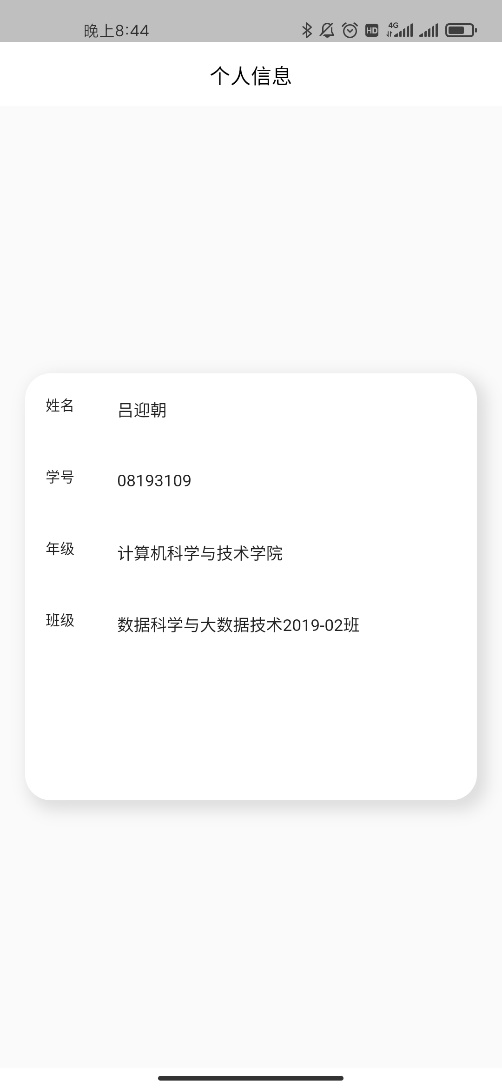 晚上8:44
HD
4G
个人信息
姓名 吕迎朝
学号 08193109
年级 计算机科学与技术学院
班级 数据科学与大数据技术2019-02班